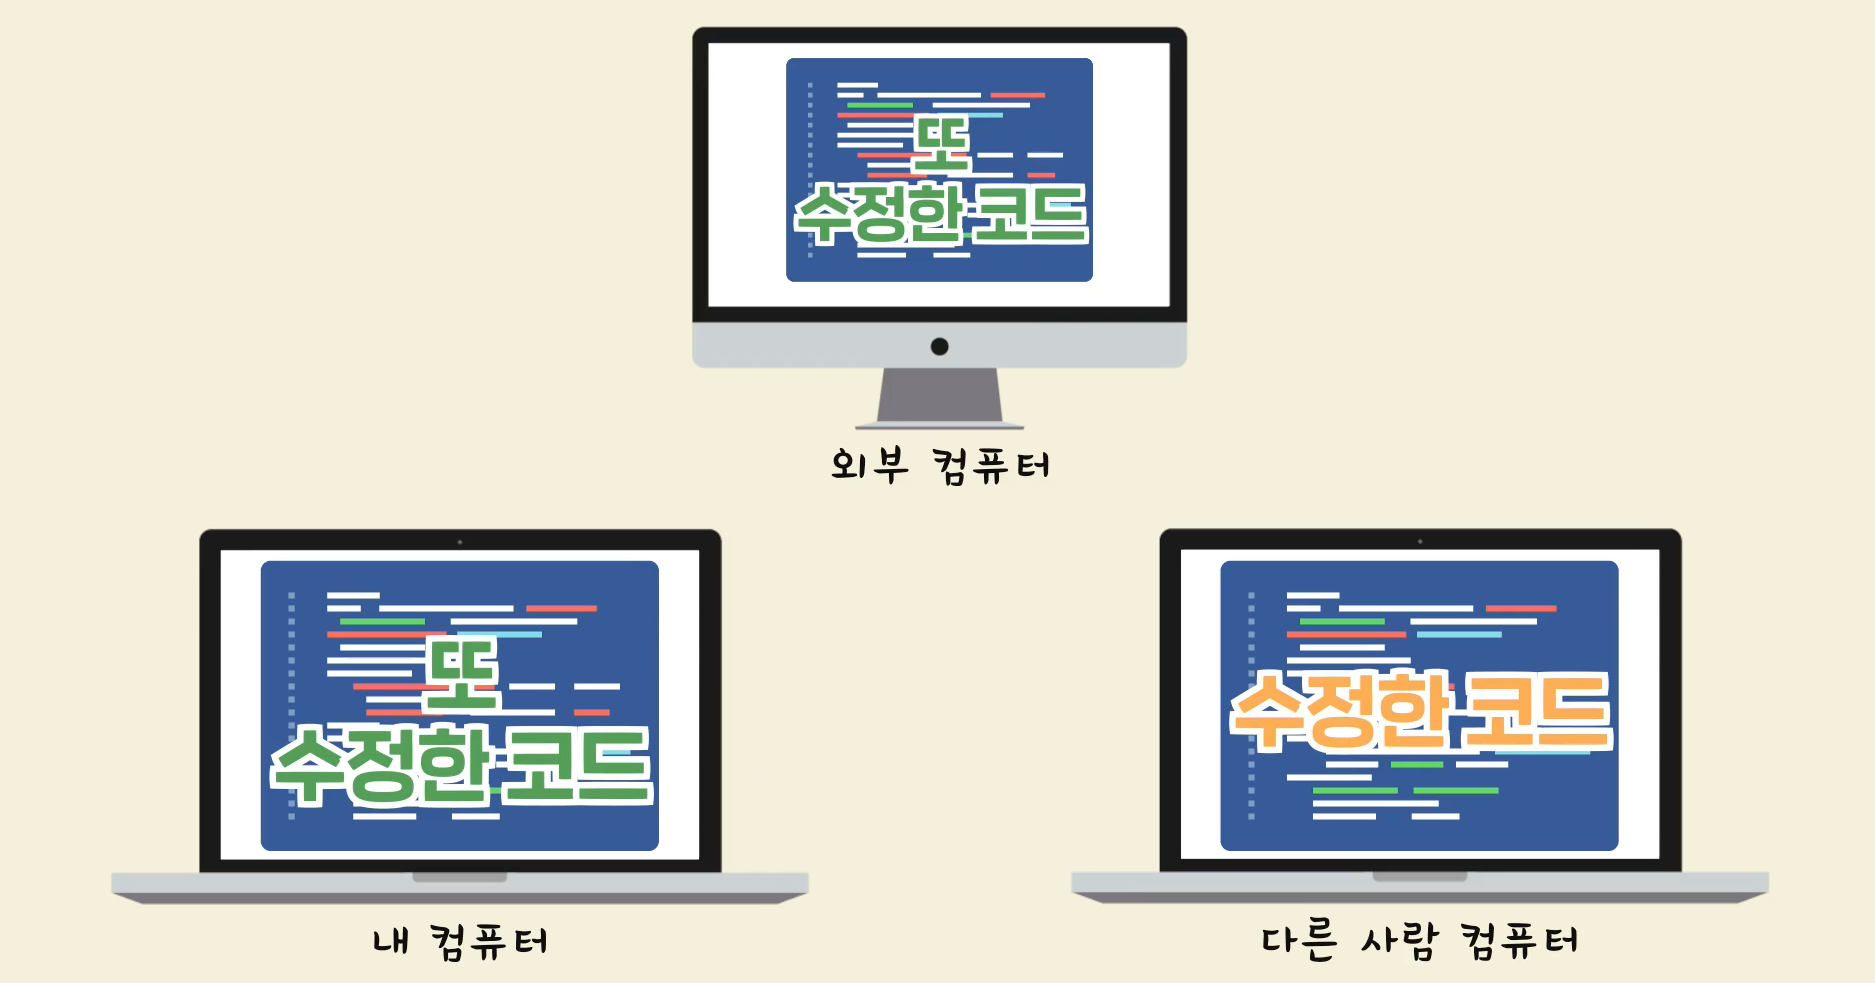 또
수정한 코드
외부 컴퓨터
또
수정한 코드
내 컴퓨터
수정한 코드
다른 사람 컴퓨터